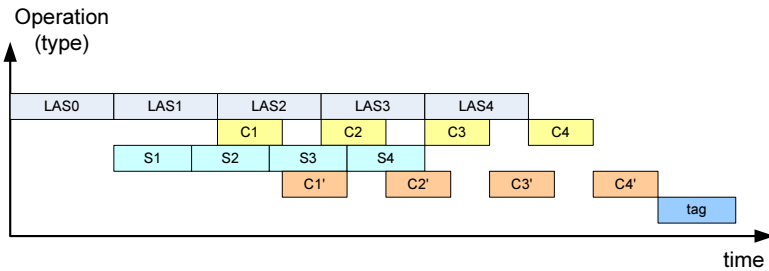 Operation
(type)
LAS0 LAS1 LAS2 LAS3 LAS4
C1 C2 C3 C4
S1 S2 S3 S4
C1' C2' C3' C4'
tag
time